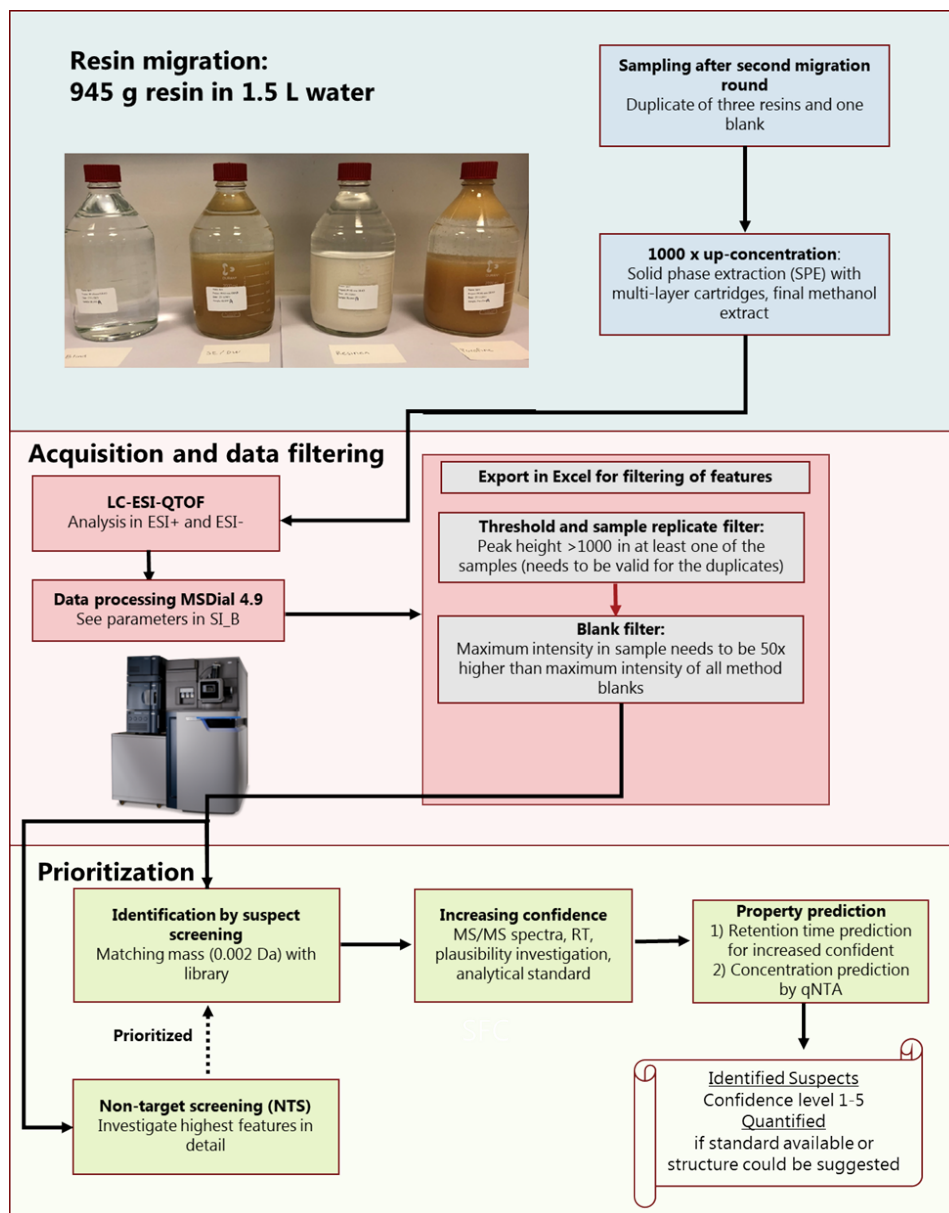 Resin migration:
945 g resin in 1.5 L water
Sampling after second migration
round
Duplicate of three resins and one
blank
1000 x up-concentration:
Solid phase extraction (SPE) with
multi-layer cartridges, final methanol
extract
Acquisition and data filtering
LC-ESI-QTOF
Analysis in ESI+ and ESI-
Data processing MSDial 4.9
See parameters in SI_B
Export in Excel for filtering of features
Threshold and sample replicate filter:
Peak height >1000 in at least one of the
samples (needs to be valid for the duplicates)
Blank filter:
Maximum intensity in sample needs to be 50x
higher than maximum intensity of all method
blanks
Prioritization
Identification by suspect
screening
Matching mass (0.002 Da) with
library
Increasing confidence
MS/MS spectra, RT,
plausibility investigation,
analytical standard
Property prediction
1) Retention time prediction
for increased confident
2) Concentration prediction
by qNTA
Prioritized
Non-target screening (NTS)
Investigate highest features in
detail
Identified Suspects
Confidence level 1-5
Quantified
if standard available or
structure could be suggested